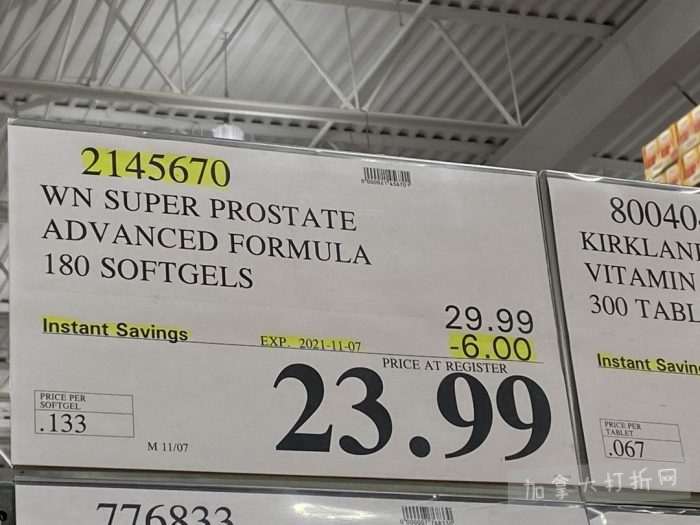 2145670
WN SUPER PROSTATE
ADVANCED FORMULA
180 SOFTGELS
29.99
Instant Savings
EXP. 2021-11-07
-6.00
PRICE AT REGISTER
23.99
PRICE PER
SOFTGEL
.133
M 11/07
80040
KIRKLAN
VITAMIN
300 TABL
Instant Savin
PRICE PER
TABLET
.067
776833
加拿大打折网